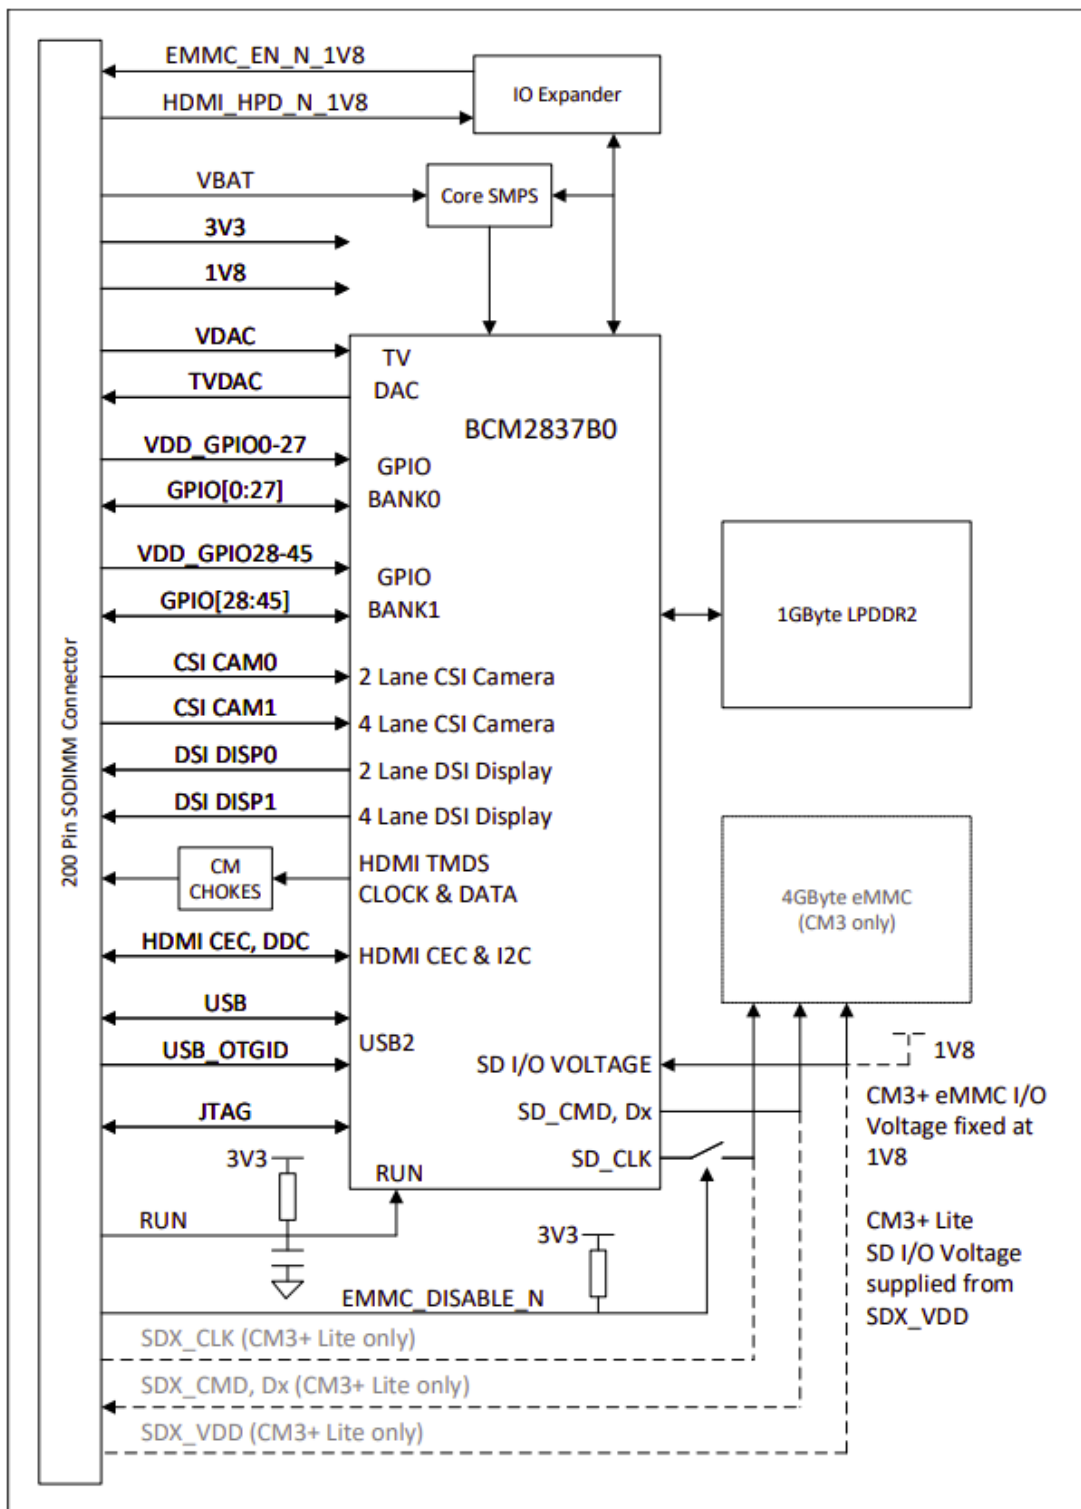 EMMC_EN_N_1V8
IO Expander
HDMI_HPD_N_1V8
VBAT
Core SMPS
3V3
1V8
VDAC
TV
DAC
TVDAC
BCM2837B0
VDD_GPIO0-27
GPIO
BANK0
GPIO[0:27]
VDD_GPIO28-45
GPIO
BANK1
GPIO[28:45]
1GByte LPDDR2
200 Pin SODIMM Connector
CSI CAM0
2 Lane CSI Camera
CSI CAM1
4 Lane CSI Camera
DSI DISP0
2 Lane DSI Display
DSI DISP1
4 Lane DSI Display
CM
CHOKES
HDMI TMDS
CLOCK & DATA
4GByte eMMC
(CM3 only)
HDMI CEC, DDC
HDMI CEC & I2C
USB
USB2
USB_OTGID
SD I/O VOLTAGE
1V8
SD_CMD, Dx
CM3+ eMMC I/O
Voltage fixed at
1V8
JTAG
SD_CLK
3V3
RUN
RUN
3V3
CM3+ Lite
SD I/O Voltage
supplied from
SDX_VDD
EMMC_DISABLE_N
SDX_CLK (CM3+ Lite only)
SDX_CMD, Dx (CM3+ Lite only)
SDX_VDD (CM3+ Lite only)